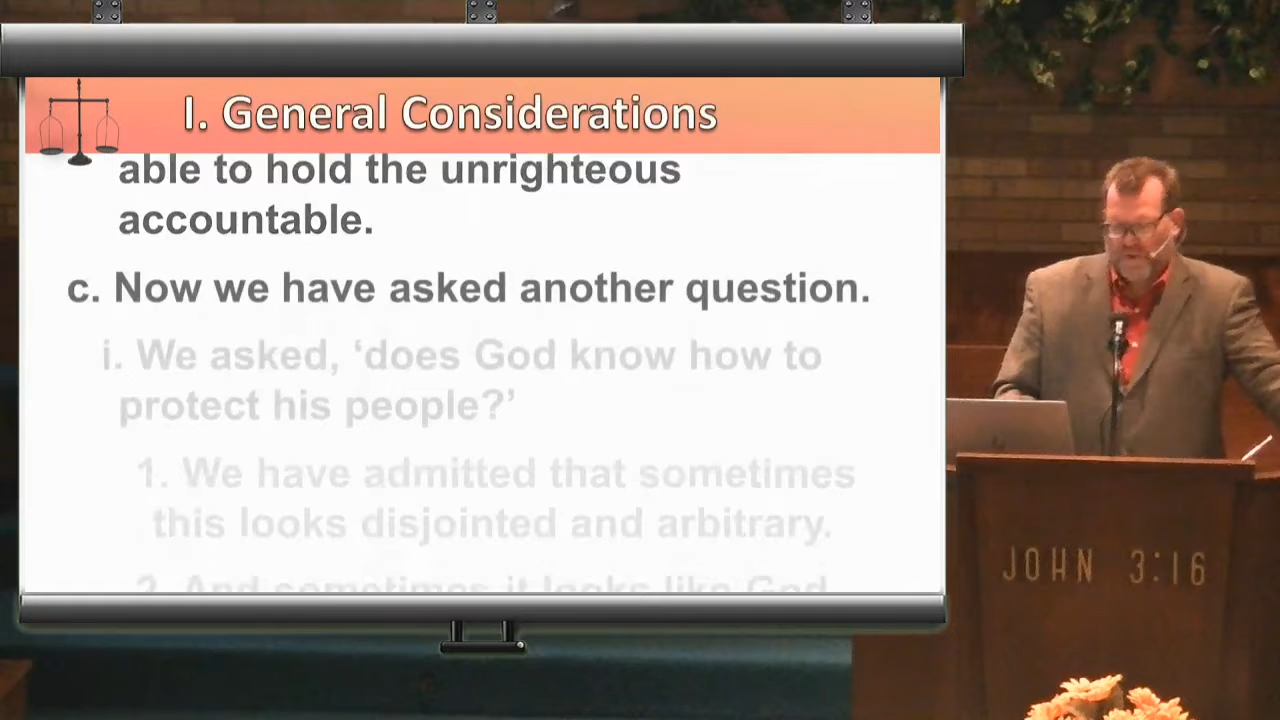 I. General Considerations
able to hold the unrighteous
accountable.
c. Now we have asked another question.
i. We asked, ‘does God know how to
protect his people?’
1. We have admitted that sometimes
this looks disjointed and arbitrary.
2. And sometimes it looks like God
JOHN 3:16